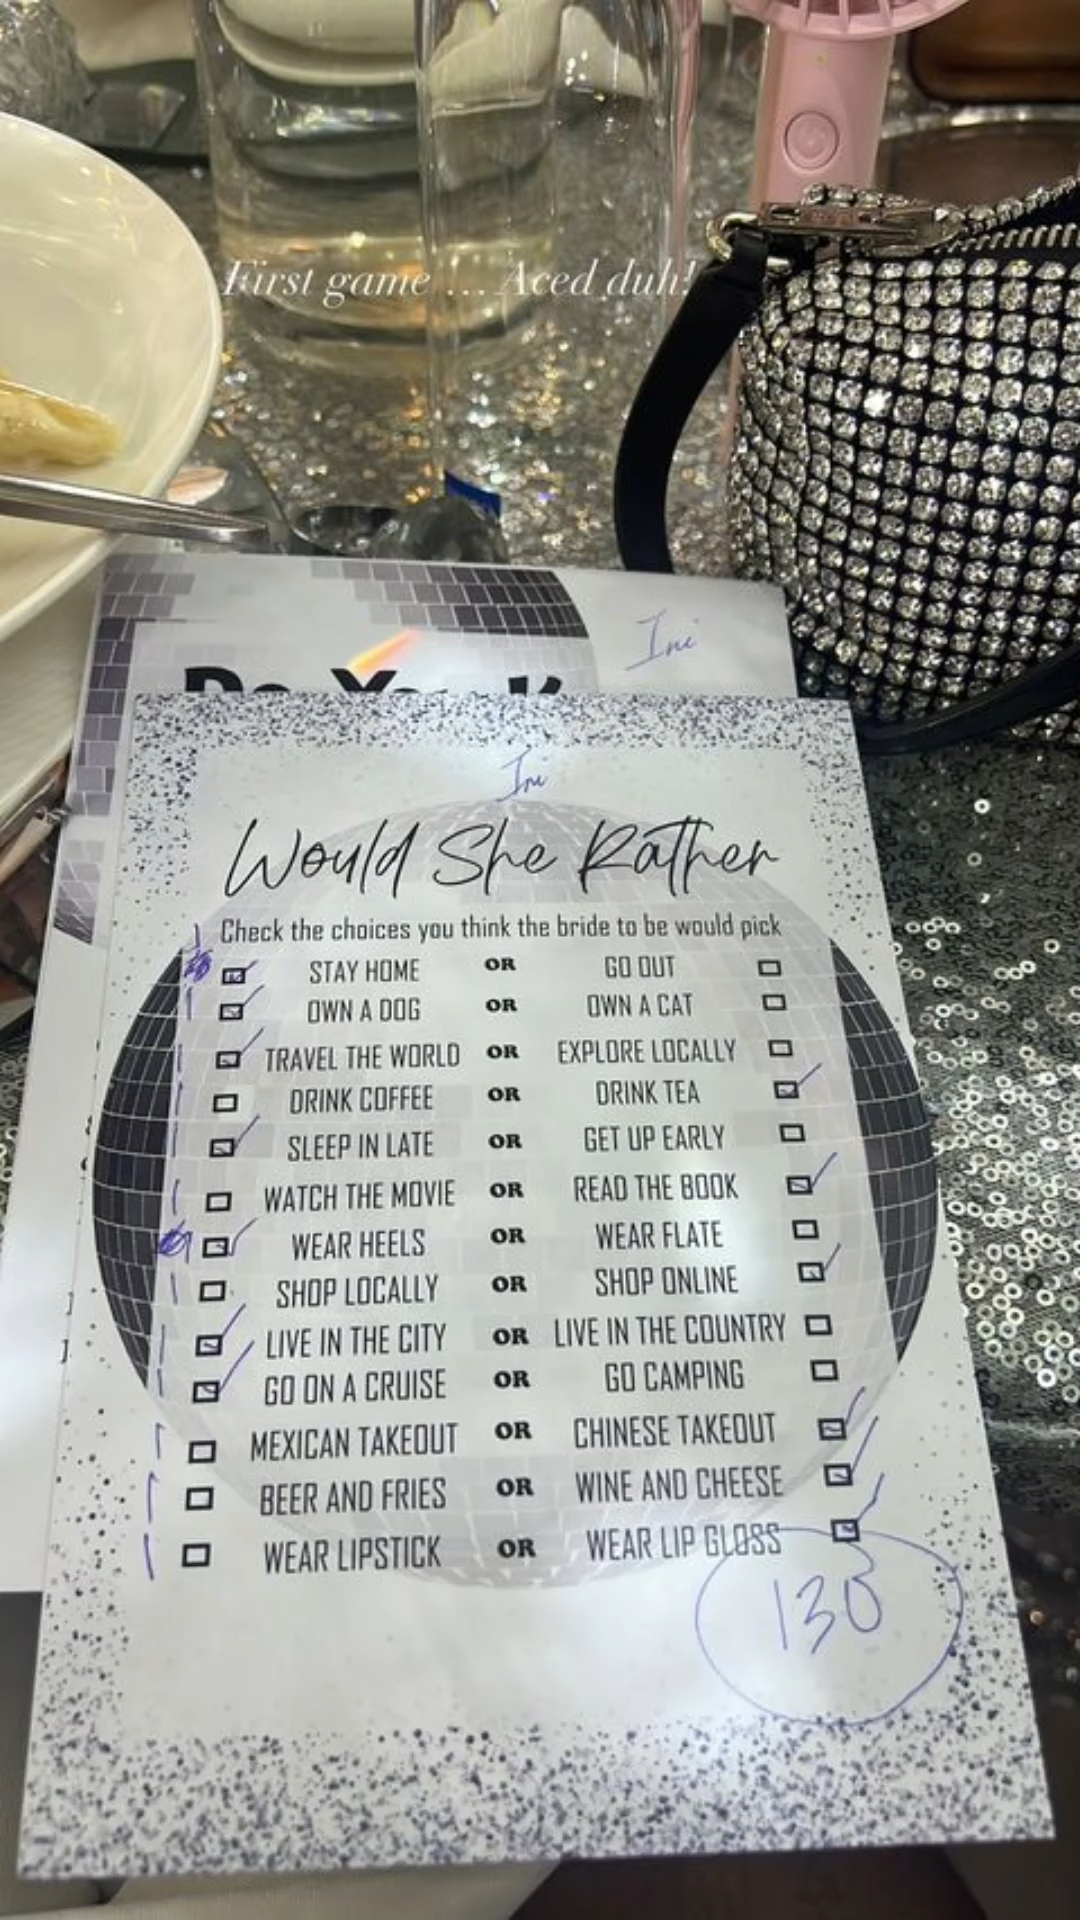 First game ... Aced duh!
Ini
Do You K
Ini
Would She Rather
Check the choices you think the bride to be would pick
STAY HOME OR GO OUT
OWN A DOG OR OWN A CAT
TRAVEL THE WORLD OR EXPLORE LOCALLY
DRINK COFFEE OR DRINK TEA
SLEEP IN LATE OR GET UP EARLY
WATCH THE MOVIE OR READ THE BOOK
WEAR HEELS OR WEAR FLATE
SHOP LOCALLY OR SHOP ONLINE
LIVE IN THE CITY OR LIVE IN THE COUNTRY
GO ON A CRUISE OR GO CAMPING
MEXICAN TAKEOUT OR CHINESE TAKEOUT
BEER AND FRIES OR WINE AND CHEESE
WEAR LIPSTICK OR WEAR LIP GLOSS
130